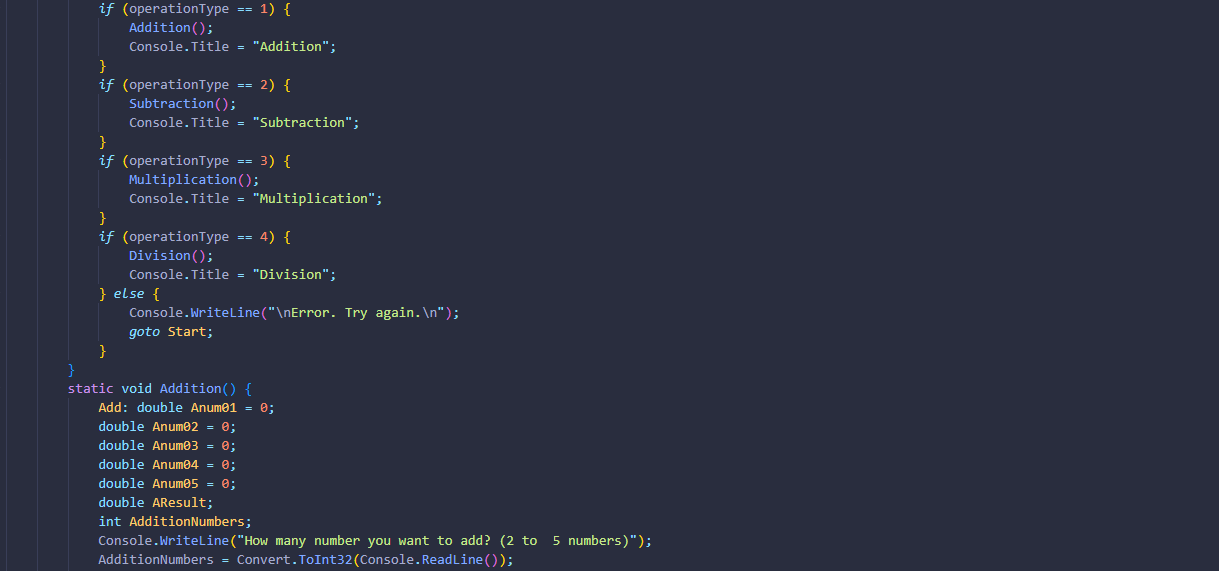 if (operationType == 1) {
Addition();
Console.Title = "Addition";
}
if (operationType == 2) {
Subtraction();
Console.Title = "Subtraction";
}
if (operationType == 3) {
Multiplication();
Console.Title = "Multiplication";
}
if (operationType == 4) {
Division();
Console.Title = "Division";
} else {
Console.WriteLine("\nError. Try again.\n");
goto Start;
}
}
static void Addition() {
Add: double Anum01 = 0;
double Anum02 = 0;
double Anum03 = 0;
double Anum04 = 0;
double Anum05 = 0;
double AResult;
int AdditionNumbers;
Console.WriteLine("How many number you want to add? (2 to  5 numbers)");
AdditionNumbers = Convert.ToInt32(Console.ReadLine());